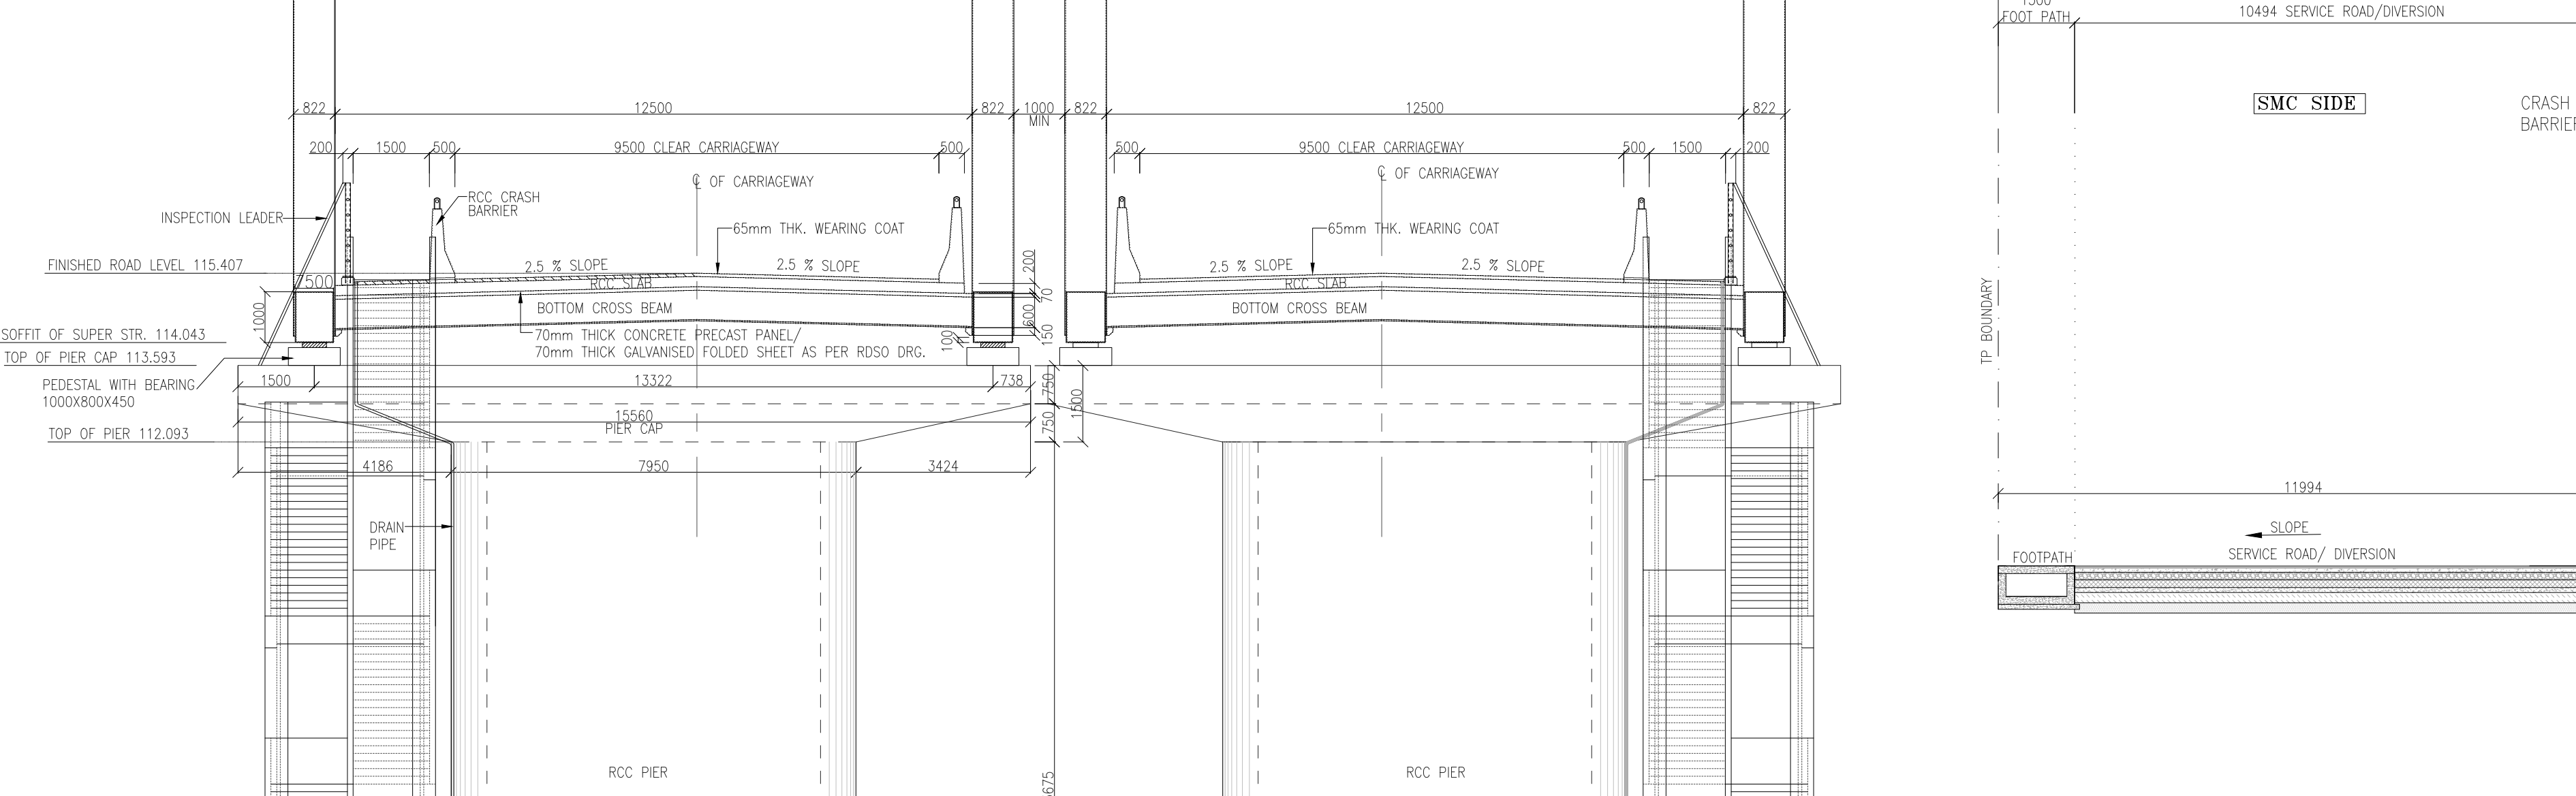 1500
FOOT PATH
10494 SERVICE ROAD/DIVERSION
SMC SIDE
CRASH
BARRIER
822
12500
822
1000
MIN
822
12500
822
200
1500
500
9500 CLEAR CARRIAGEWAY
500
500
9500 CLEAR CARRIAGEWAY
500
1500
200
℄ OF CARRIAGEWAY
℄ OF CARRIAGEWAY
INSPECTION LEADER
RCC CRASH
BARRIER
65mm THK. WEARING COAT
65mm THK. WEARING COAT
FINISHED ROAD LEVEL 115.407
2.5 % SLOPE
2.5 % SLOPE
2.5 % SLOPE
2.5 % SLOPE
200
7500
RCC SLAB
RCC SLAB
70
1000
BOTTOM CROSS BEAM
600
BOTTOM CROSS BEAM
SOFFIT OF SUPER STR. 114.043
70mm THICK CONCRETE PRECAST PANEL/
70mm THICK GALVANISED FOLDED SHEET AS PER RDSO DRG.
100
150
TOP OF PIER CAP 113.593
PEDESTAL WITH BEARING
1000X800X450
1500
13322
738
750
1500
15560
PIER CAP
750
TOP OF PIER 112.093
4186
7950
3424
DRAIN
PIPE
RCC PIER
RCC PIER
TP BOUNDARY
11994
SLOPE
FOOTPATH
SERVICE ROAD/ DIVERSION